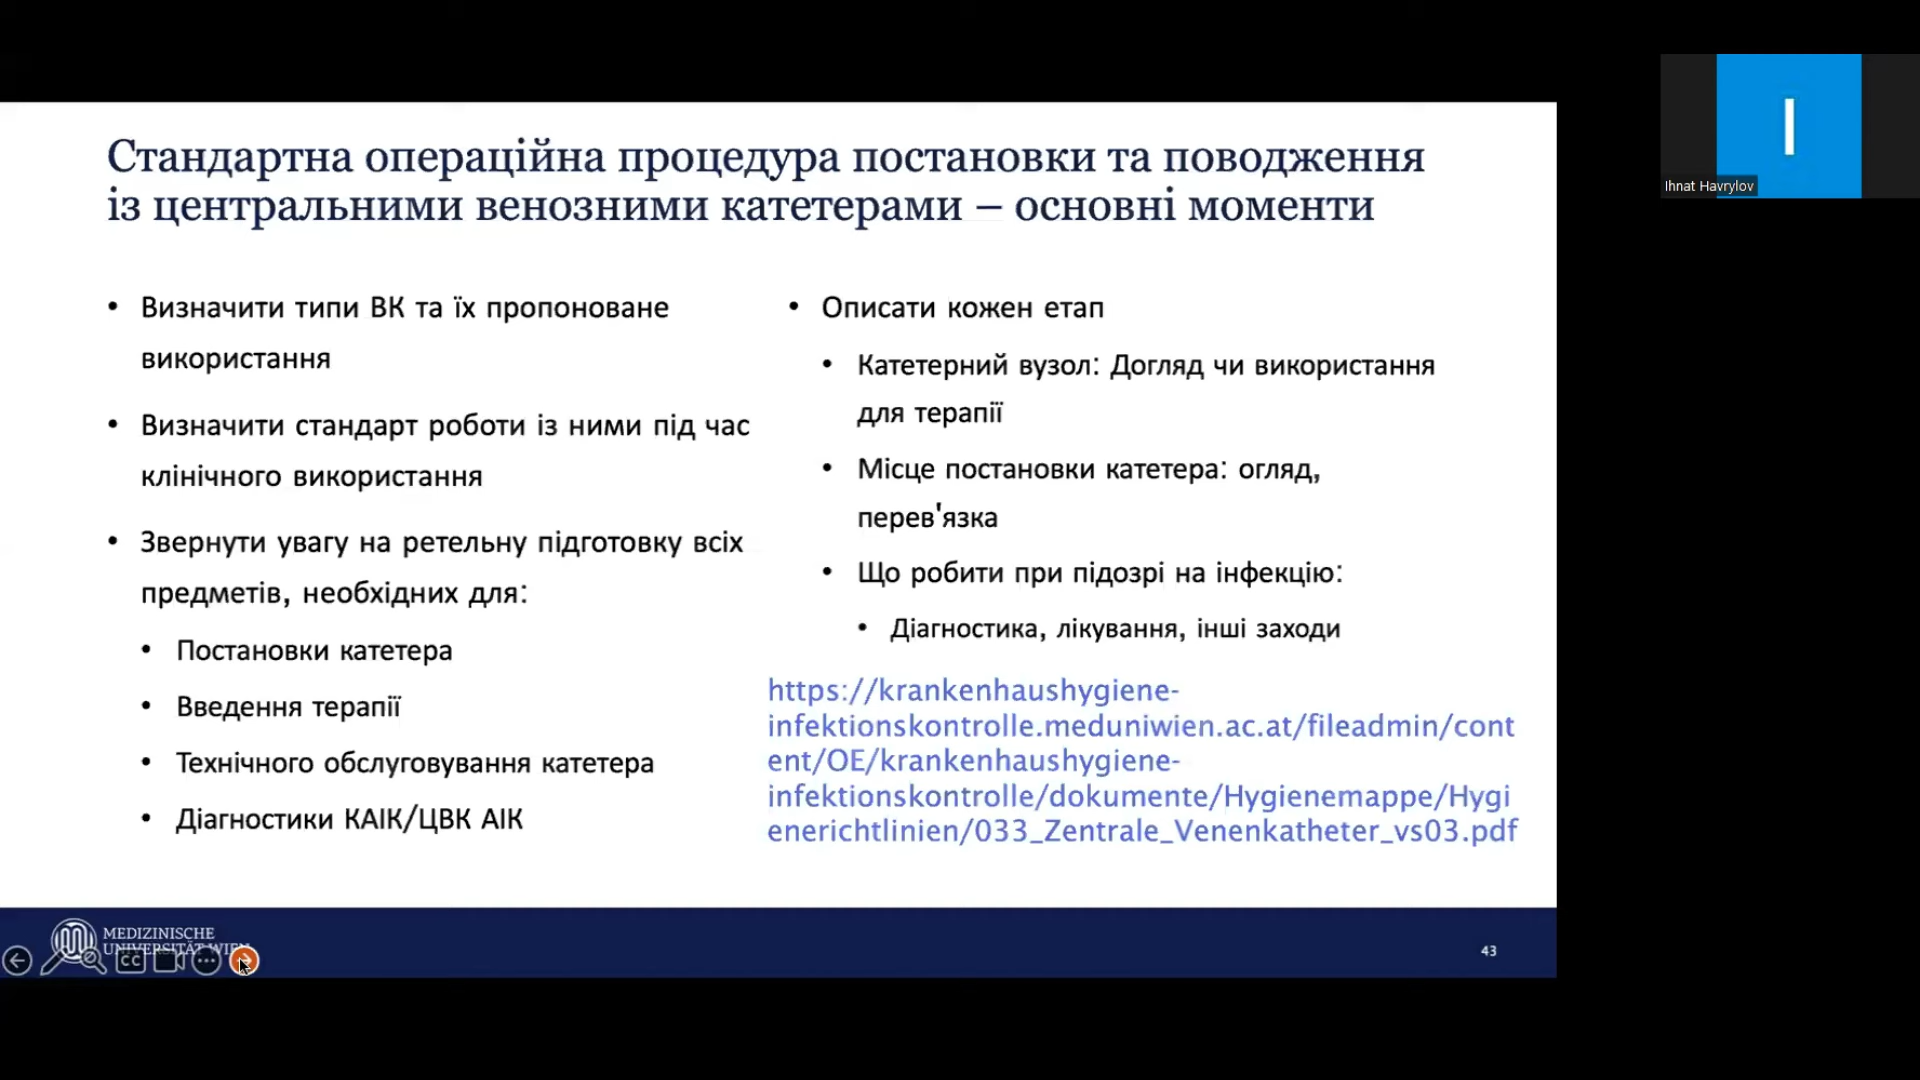 Стандартна операційна процедура постановки та поводження
із центральними венозними катетерами – основні моменти
• Визначити типи ВК та їх пропоноване
використання
• Визначити стандарт роботи із ними під час
клінічного використання
• Звернути увагу на ретельну підготовку всіх
предметів, необхідних для:
• Постановки катетера
• Введення терапії
• Технічного обслуговування катетера
• Діагностики КАІК/ЦВК АІК
• Описати кожен етап
• Катетерний вузол: Догляд чи використання
для терапії
• Місце постановки катетера: огляд,
перев'язка
• Що робити при підозрі на інфекцію:
• Діагностика, лікування, інші заходи
https://krankenhaushygiene-
infektionskontrolle.meduniwien.ac.at/fileadmin/cont
ent/OE/krankenhaushygiene-
infektionskontrolle/dokumente/Hygienemappe/Hygi
enerichtlinien/033_Zentrale_Venenkatheter_vs03.pdf
MEDIZINISCHE
UNIVERSITÄT WIEN
CC
43
I
Ihnat Havrylov